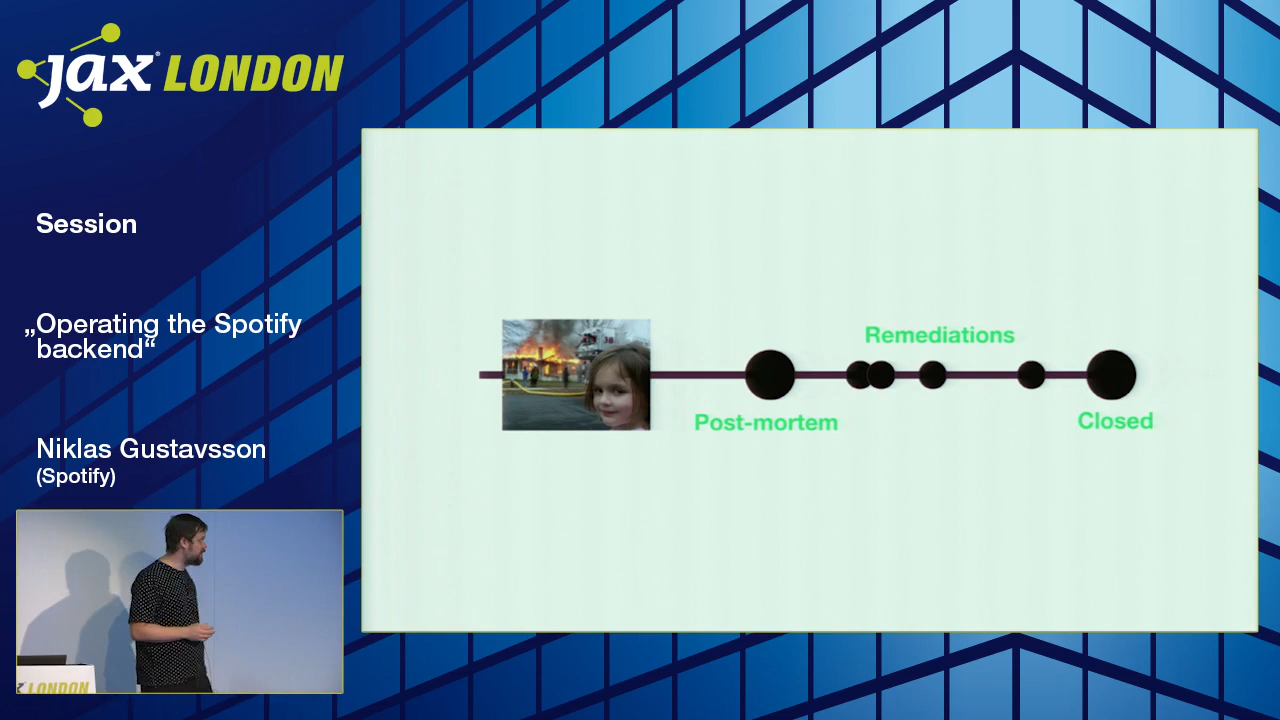 jax® LONDON
Session
„Operating the Spotify
backend“
Niklas Gustavsson
(Spotify)
Remediations
Post-mortem
Closed
LONDON